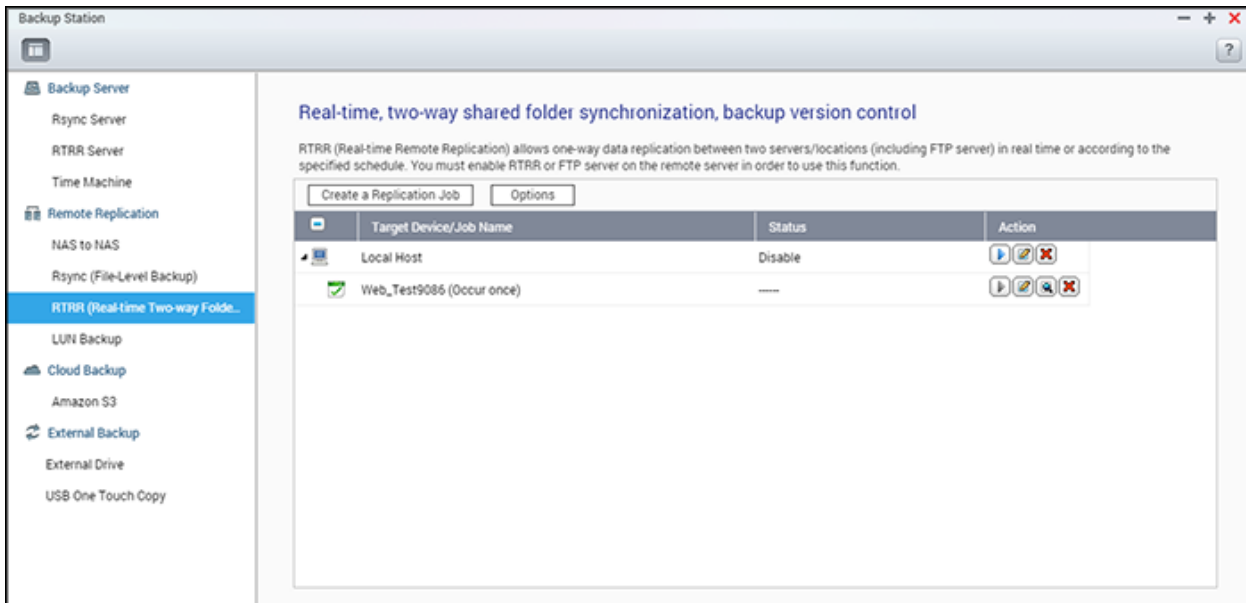 Backup Station
?
Backup Server
Rsync Server
RTRR Server
Time Machine
Remote Replication
NAS to NAS
Rsync (File-Level Backup)
RTRR (Real-time Two-way Folde...
LUN Backup
Cloud Backup
Amazon S3
External Backup
External Drive
USB One Touch Copy
Real-time, two-way shared folder synchronization, backup version control
RTRR (Real-time Remote Replication) allows one-way data replication between two servers/locations (including FTP server) in real time or according to the
specified schedule. You must enable RTRR or FTP server on the remote server in order to use this function.
Create a Replication Job Options
Target Device/Job Name Status Action
Local Host Disable
Web_Test9086 (Occur once) ------